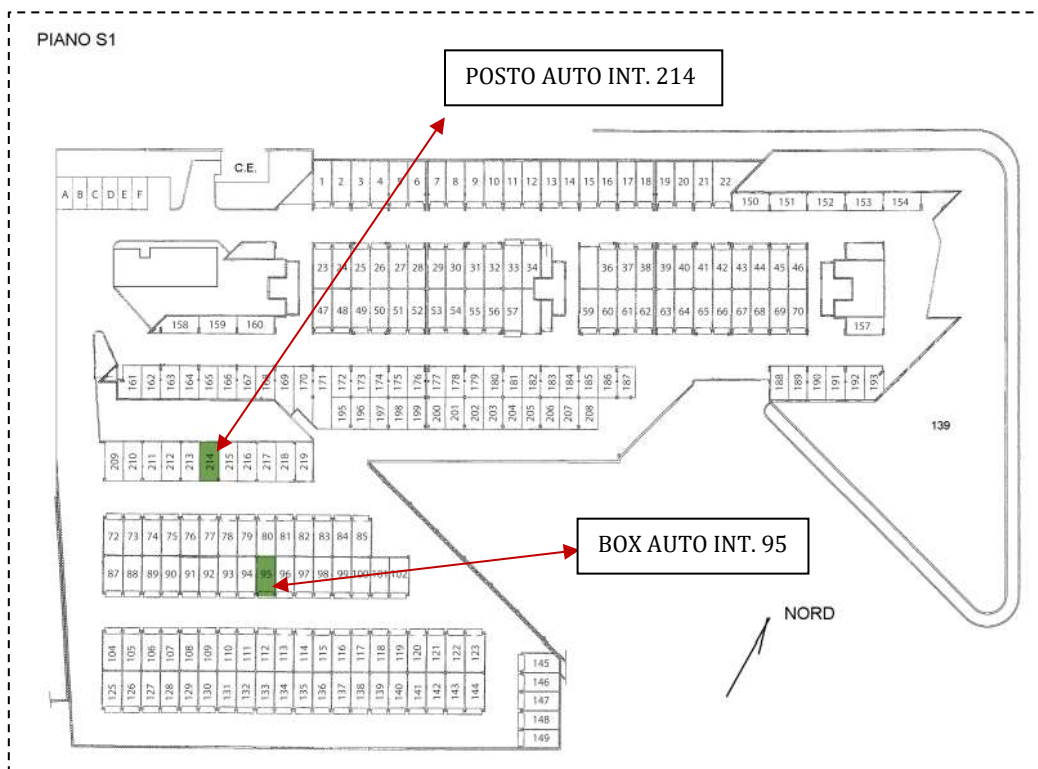 PIANO S1
POSTO AUTO INT. 214
C.E.
A B C D E F
1 2 3 4 5 6 7 8 9 10 11 12 13 14 15 16 17 18 19 20 21 22
150 151 152 153 154
23 24 25 26 27 28 29 30 31 32 33 34 36 37 38 39 40 41 42 43 44 45 46
47 48 49 50 51 52 53 54 55 56 57 59 60 61 62 63 64 65 66 67 68 69 70
158 159 160 157
161 162 163 164 165 166 167 168 169 170 171 172 173 174 175 176 177 178 179 180 181 182 183 184 185 186 187 188 189 190 191 192 193
195 196 197 198 199 200 201 202 203 204 205 206 207 208
139
209 210 211 212 213 214 215 216 217 218 219
72 73 74 75 76 77 78 79 80 81 82 83 84 85
BOX AUTO INT. 95
87 88 89 90 91 92 93 94 95 96 97 98 99 100 101 102
NORD
104 105 106 107 108 109 110 111 112 113 114 115 116 117 118 119 120 121 122 123
125 126 127 128 129 130 131 132 133 134 135 136 137 138 139 140 141 142 143 144
145
146
147
148
149